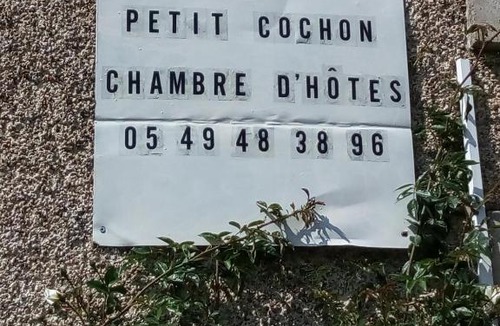 PETIT COCHON
CHAMBRE D'HÔTES
05 49 48 38 96